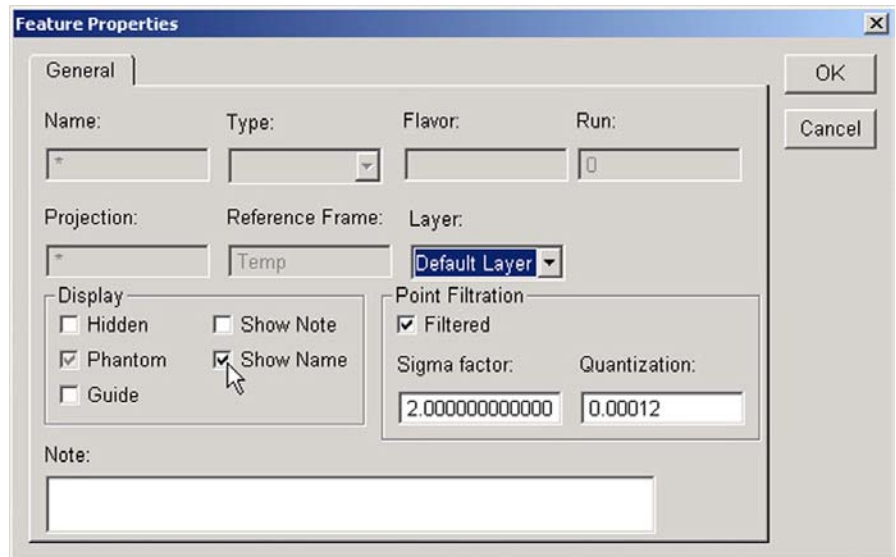 Feature Properties
General
OK
Cancel
Name:
Type:
Flavor:
Run:
*
0
Projection:
Reference Frame:
Layer:
*
Temp
Default Layer
Display
Hidden
Show Note
Phantom
Show Name
Guide
Point Filtration
Filtered
Sigma factor:
Quantization:
2.000000000000
0.00012
Note: